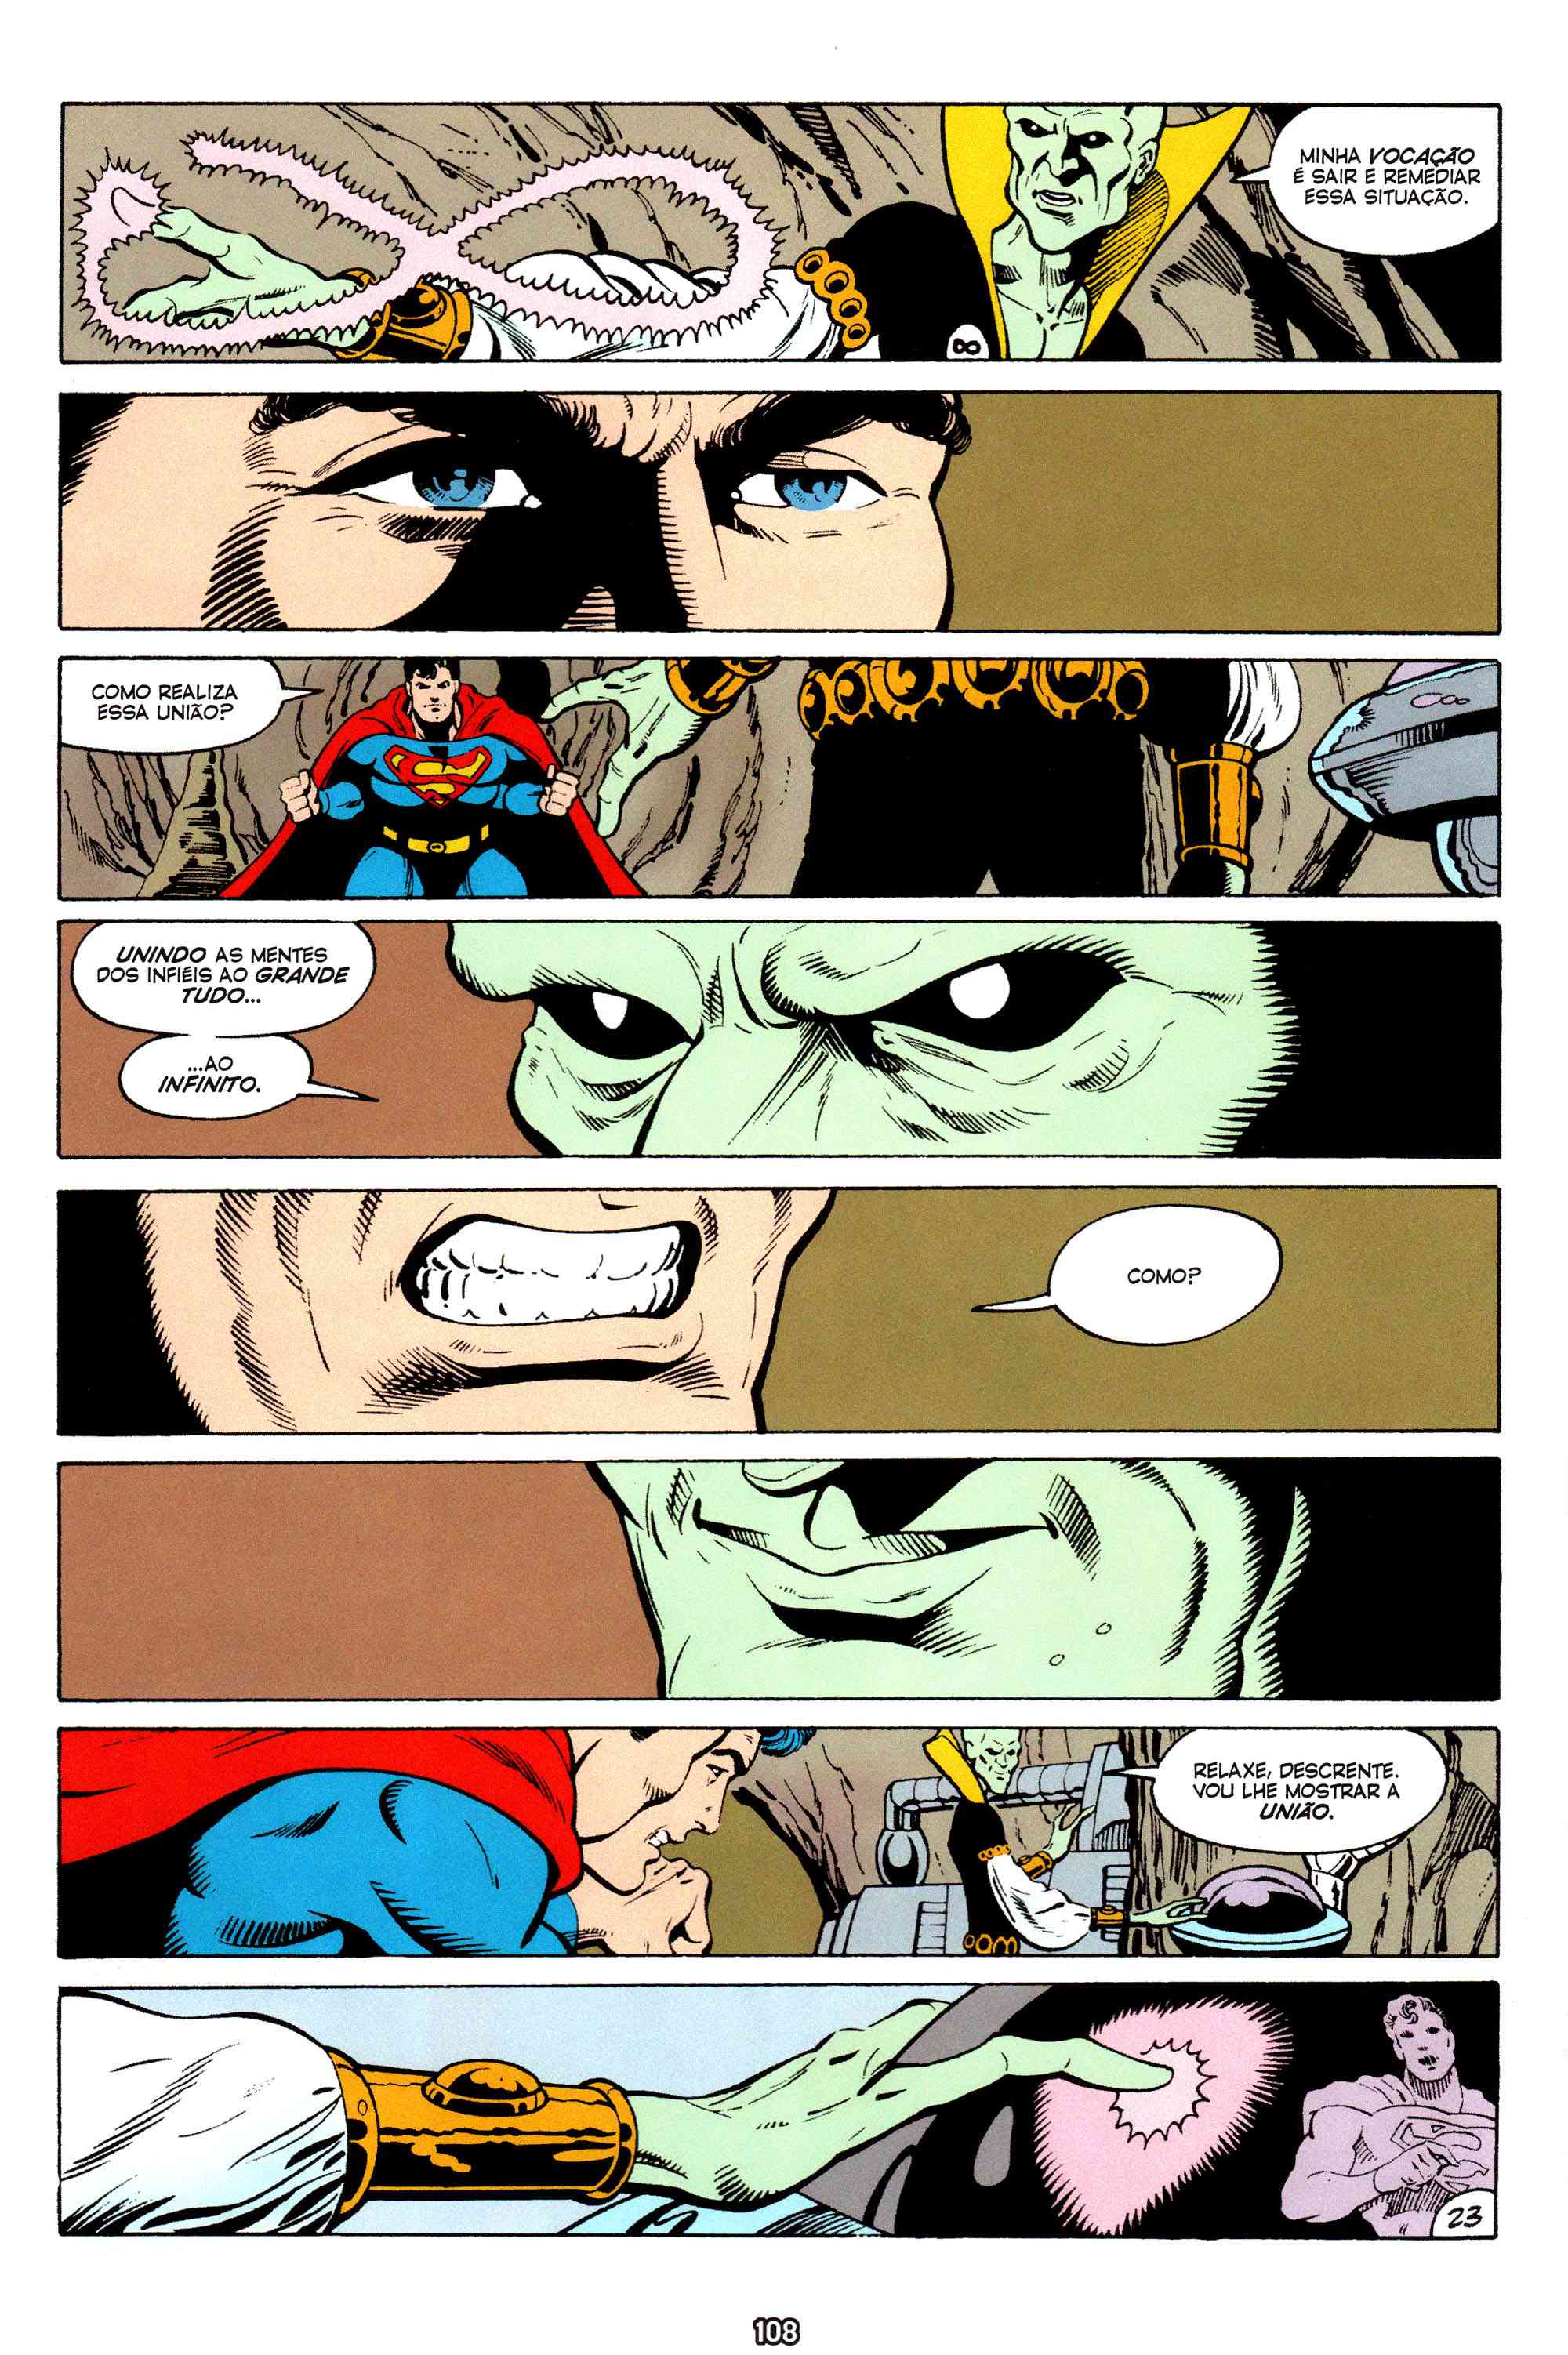 MINHA VOCAÇÃO
É SAIR E REMEDIAR
ESSA SITUAÇÃO.
∞
COMO REALIZA
ESSA UNIÃO?
S
UNINDO AS MENTES
DOS INFIÉIS AO GRANDE
TUDO...
...AO
INFINITO.
COMO?
RELAXE, DESCRENTE.
VOU LHE MOSTRAR A
UNIÃO.
23
108